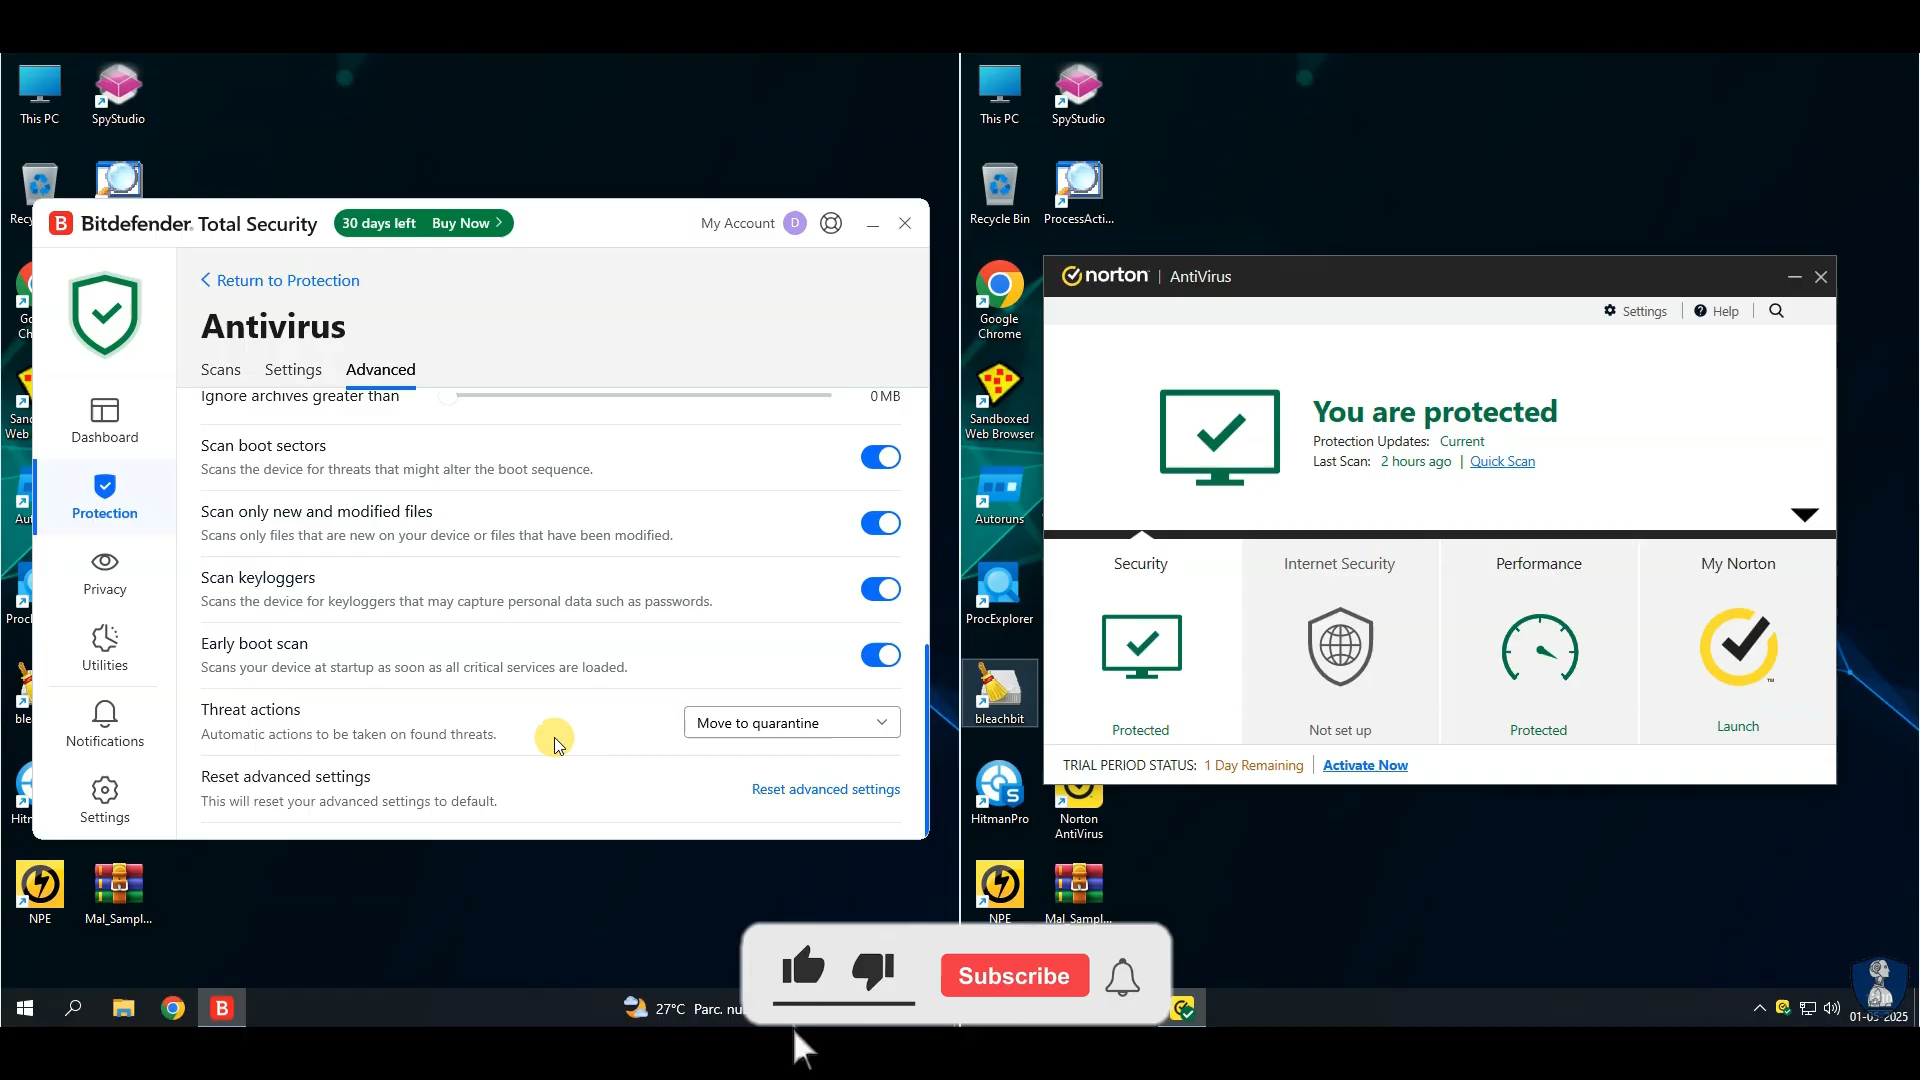 This PC
SpyStudio
Bitdefender Total Security
30 days left Buy Now >
My Account D
Return to Protection
Antivirus
Scans Settings Advanced
Ignore archives greater than 0 MB
Scan boot sectors
Scans the device for threats that might alter the boot sequence.
Scan only new and modified files
Scans only files that are new on your device or files that have been modified.
Scan keyloggers
Scans the device for keyloggers that may capture personal data such as passwords.
Early boot scan
Scans your device at startup as soon as all critical services are loaded.
Threat actions
Automatic actions to be taken on found threats.
Move to quarantine
Reset advanced settings
This will reset your advanced settings to default.
Reset advanced settings
Dashboard
Protection
Privacy
Utilities
Notifications
Settings
NPE
Mal_Sampl...
27°C
This PC
SpyStudio
Recycle Bin
ProcessActi...
Google
Chrome
Sandboxed
Web Browser
Autoruns
ProcExplorer
bleachbit
HitmanPro
Norton
AntiVirus
NPE
Mal_Sampl...
norton | AntiVirus
Settings Help
You are protected
Protection Updates: Current
Last Scan: 2 hours ago | Quick Scan
Security
Protected
Internet Security
Not set up
Performance
Protected
My Norton
Launch
TRIAL PERIOD STATUS: 1 Day Remaining Activate Now
Subscribe